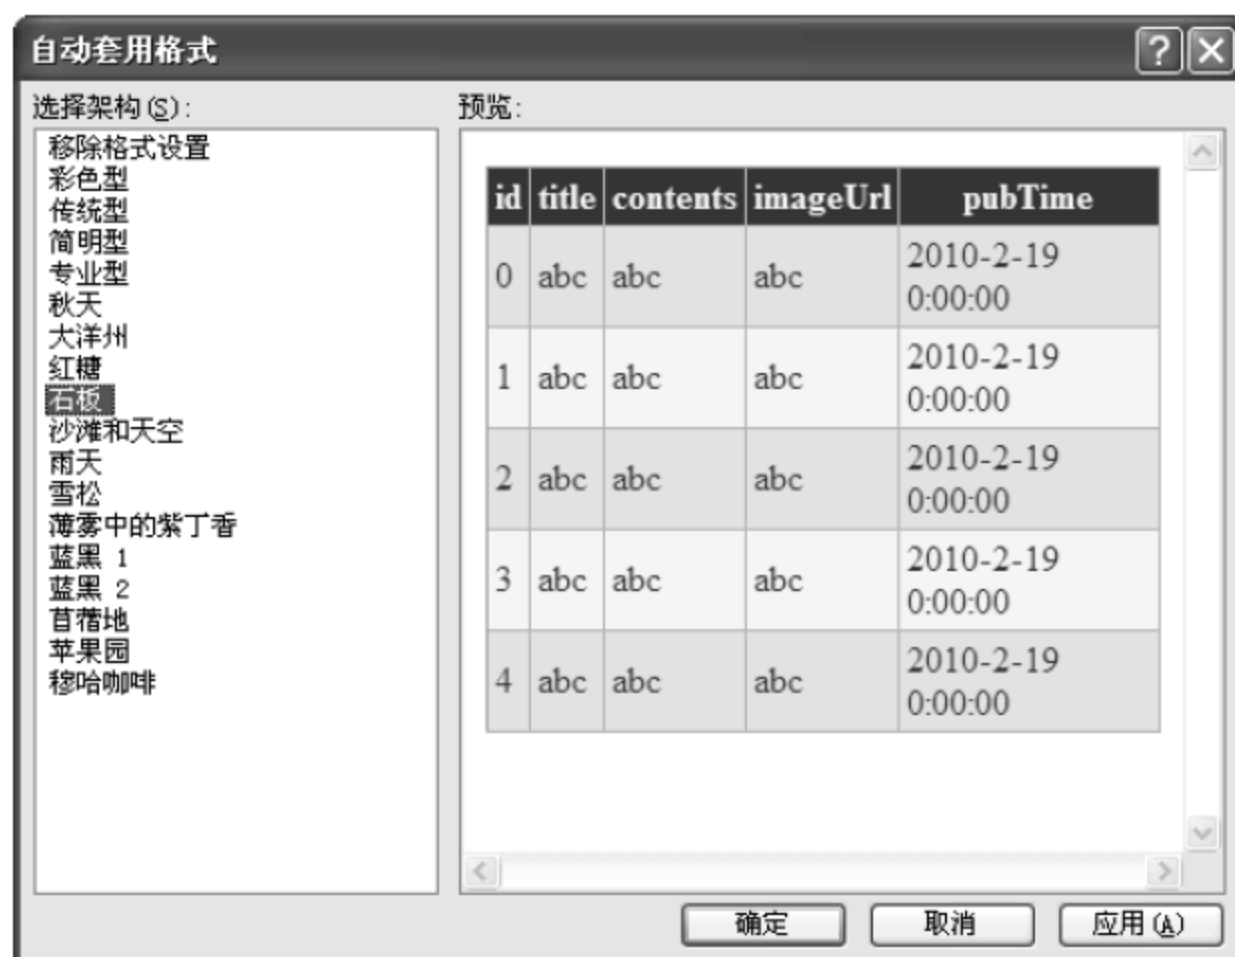 自动套用格式
选择架构(S):
移除格式设置
彩色型
传统型
简明型
专业型
秋天
大洋州
红糖
石板
沙滩和天空
雨天
雪松
薄雾中的紫丁香
蓝黑 1
蓝黑 2
苜蓿地
苹果园
穆哈咖啡
预览:
id title contents imageUrl pubTime
0 abc abc abc 2010-2-19 0:00:00
1 abc abc abc 2010-2-19 0:00:00
2 abc abc abc 2010-2-19 0:00:00
3 abc abc abc 2010-2-19 0:00:00
4 abc abc abc 2010-2-19 0:00:00
确定 取消 应用(A)